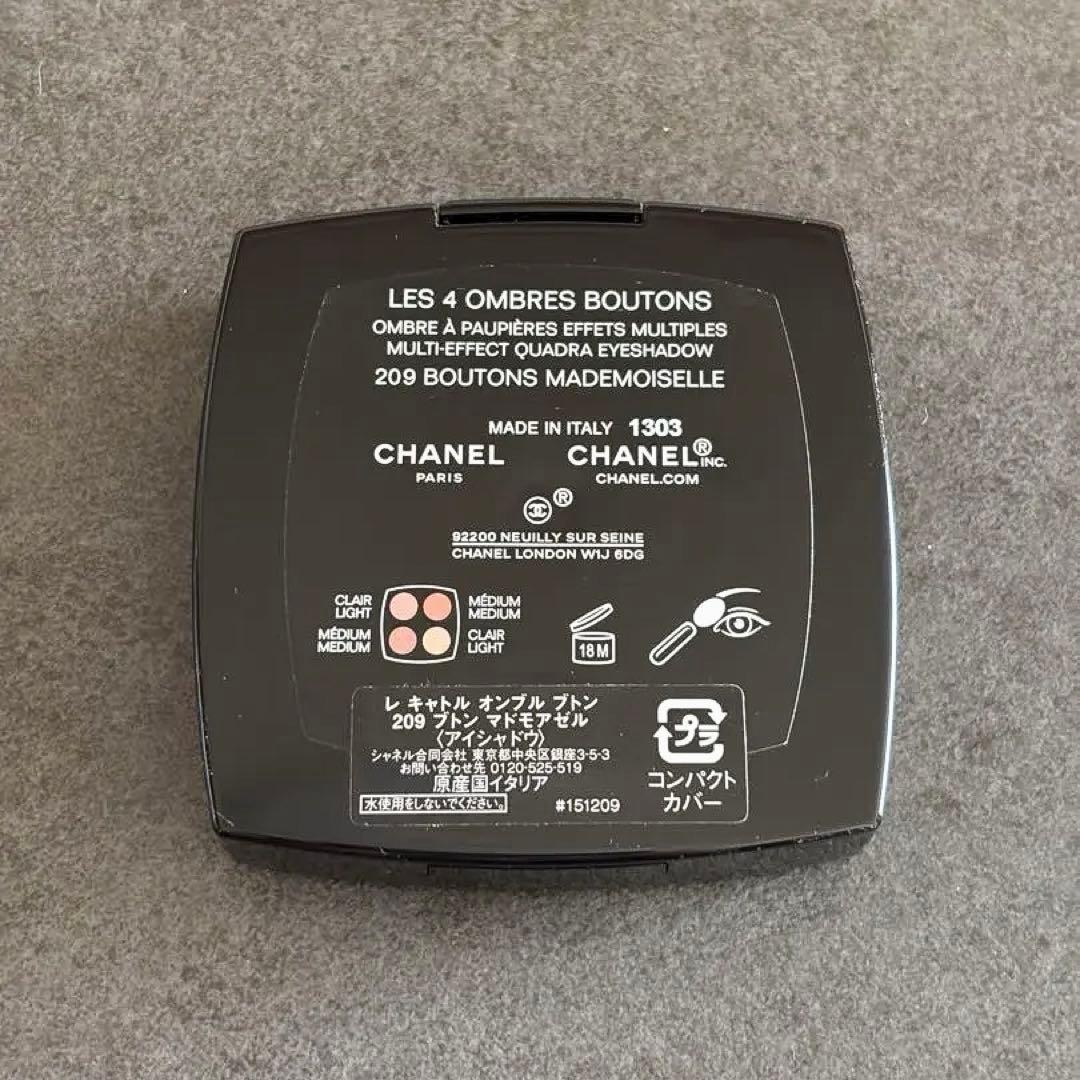 LES 4 OMBRES BOUTONS
OMBRE À PAUPIÈRES EFFETS MULTIPLES
MULTI-EFFECT QUADRA EYESHADOW
209 BOUTONS MADEMOISELLE
MADE IN ITALY 1303
CHANEL CHANEL® INC.
PARIS CHANEL.COM
®
92200 NEUILLY SUR SEINE
CHANEL LONDON W1J 6DG
CLAIR MÉDIUM
LIGHT MEDIUM
MÉDIUM CLAIR
MEDIUM LIGHT
18M
レ キャトル オンブル ブトン
209 ブトン マドモアゼル
〈アイシャドウ〉
シャネル合同会社 東京都中央区銀座3-5-3
お問い合わせ先 0120-525-519
原産国イタリア
水使用をしないでください。 #151209
プラ
コンパクト
カバー